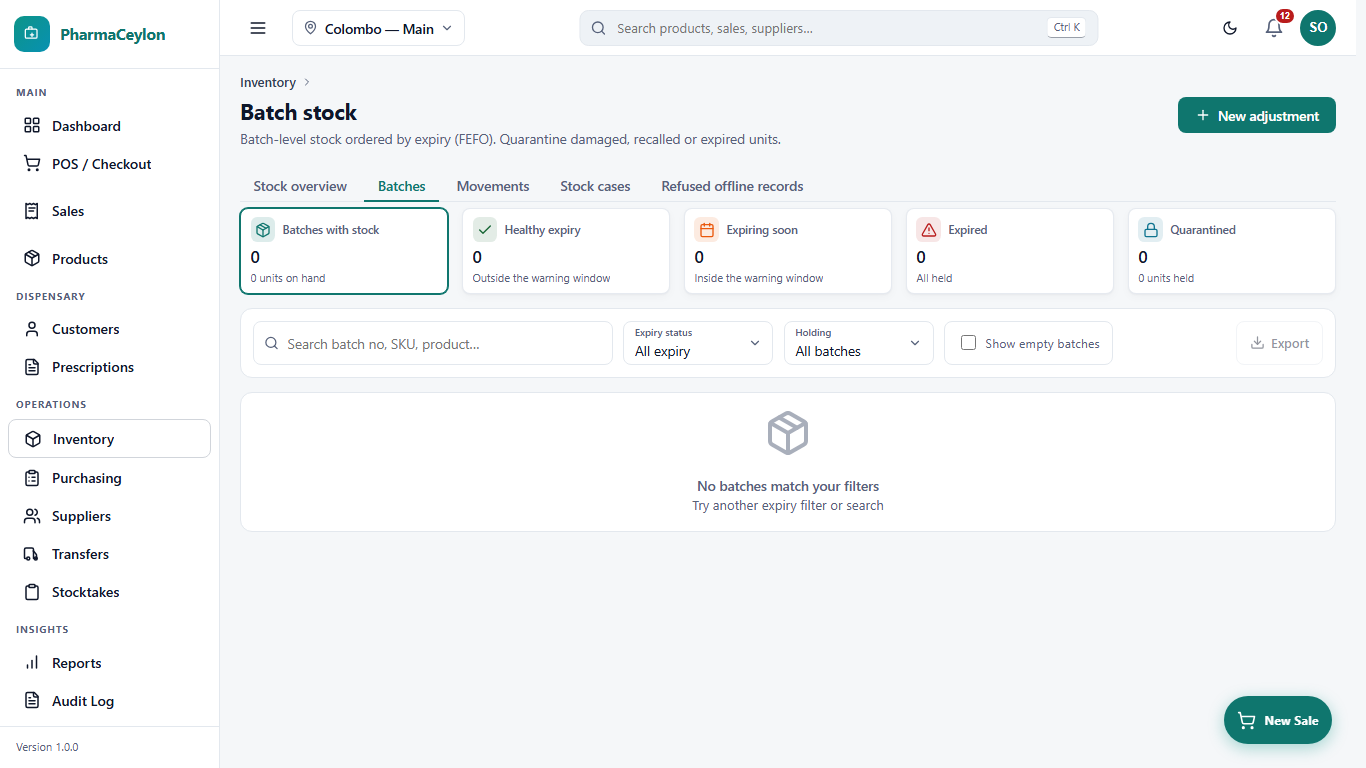 PharmaCeylon
Colombo — Main
Search products, sales, suppliers...
Ctrl K
12
SO
MAIN
Dashboard
POS / Checkout
Sales
Products
DISPENSARY
Customers
Prescriptions
OPERATIONS
Inventory
Purchasing
Suppliers
Transfers
Stocktakes
INSIGHTS
Reports
Audit Log
Version 1.0.0
Inventory
Batch stock
Batch-level stock ordered by expiry (FEFO). Quarantine damaged, recalled or expired units.
New adjustment
Stock overview
Batches
Movements
Stock cases
Refused offline records
Batches with stock
0
0 units on hand
Healthy expiry
0
Outside the warning window
Expiring soon
0
Inside the warning window
Expired
0
All held
Quarantined
0
0 units held
Search batch no, SKU, product...
Expiry status
All expiry
Holding
All batches
Show empty batches
Export
No batches match your filters
Try another expiry filter or search
New Sale